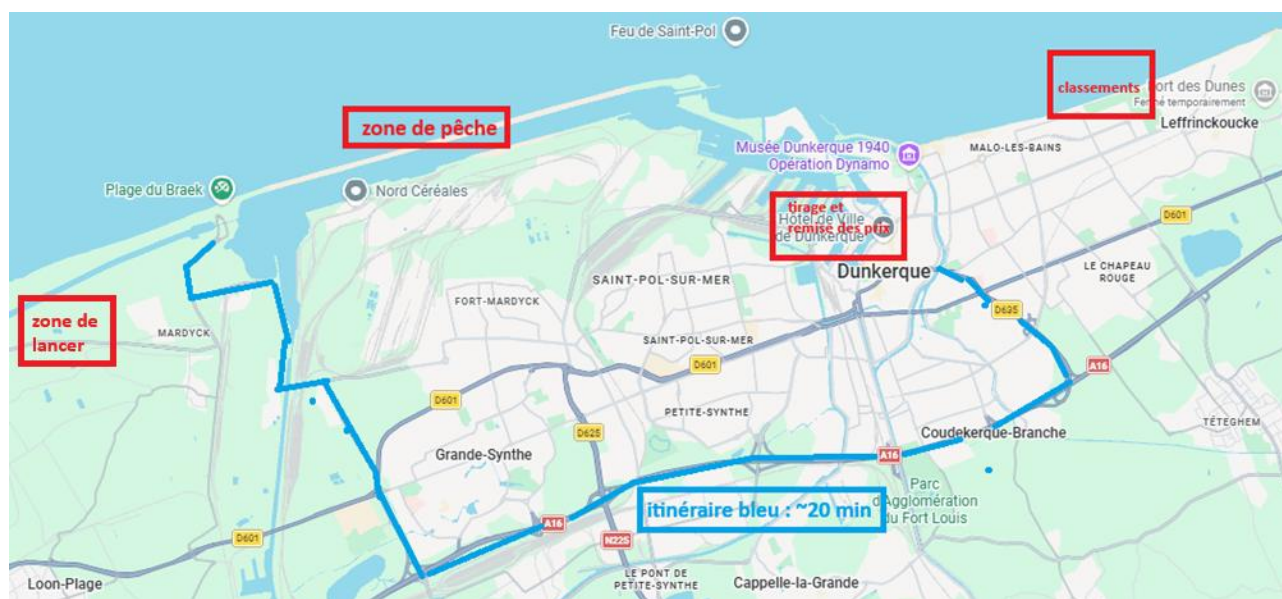 Feu de Saint-Pol
classements
Fort des Dunes
Fermé temporairement
Leffrinckoucke
zone de pêche
Musée Dunkerque 1940
Opération Dynamo
MALO-LES-BAINS
Plage du Braek
Nord Céréales
tirage et
remise des prix
Hôtel de Ville
de Dunkerque
D601
Dunkerque
LE CHAPEAU
ROUGE
SAINT-POL-SUR-MER
FORT-MARDYCK
zone de
lancer
MARDYCK
D635
SAINT-POL-SUR-MER
D601
A16
D601
PETITE-SYNTHE
TÉTEGHEM
D625
Coudekerque-Branche
Grande-Synthe
A16
Parc
d'Agglomération
du Fort Louis
itinéraire bleu : ~20 min
A16
D601
N225
Loon-Plage
LE PONT DE
PETITE-SYNTHE
Cappelle-la-Grande